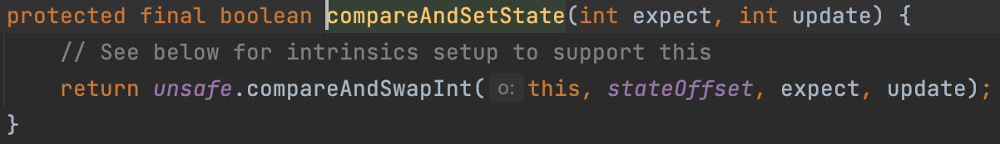 protected final boolean compareAndSetState(int expect, int update) {
    // See below for intrinsics setup to support this
    return unsafe.compareAndSwapInt( o: this, stateOffset, expect, update);
}